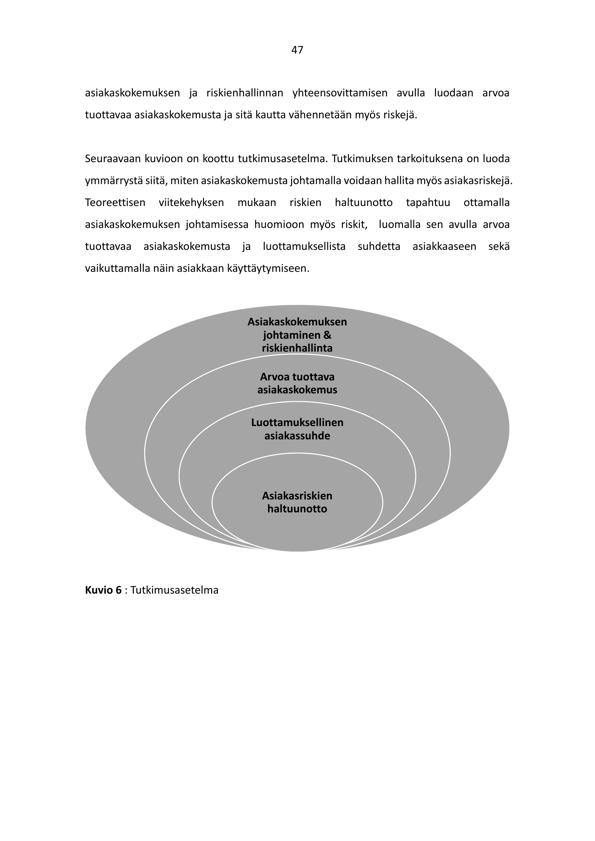 47
asiakaskokemuksen ja riskienhallinnan yhteensovittamisen avulla luodaan arvoa
tuottavaa asiakaskokemusta ja sitä kautta vähennetään myös riskejä.
Seuraavaan kuvioon on koottu tutkimusasetelma. Tutkimuksen tarkoituksena on luoda
ymmärrystä siitä, miten asiakaskokemusta johtamalla voidaan hallita myös asiakasriskejä.
Teoreettisen viitekehyksen mukaan riskien haltuunotto tapahtuu ottamalla
asiakaskokemuksen johtamisessa huomioon myös riskit, luomalla sen avulla arvoa
tuottavaa asiakaskokemusta ja luottamuksellista suhdetta asiakkaaseen sekä
vaikuttamalla näin asiakkaan käyttäytymiseen.
Asiakaskokemuksen
johtaminen &
riskienhallinta
Arvoa tuottava
asiakaskokemus
Luottamuksellinen
asiakassuhde
Asiakasriskien
haltuunotto
Kuvio 6 : Tutkimusasetelma